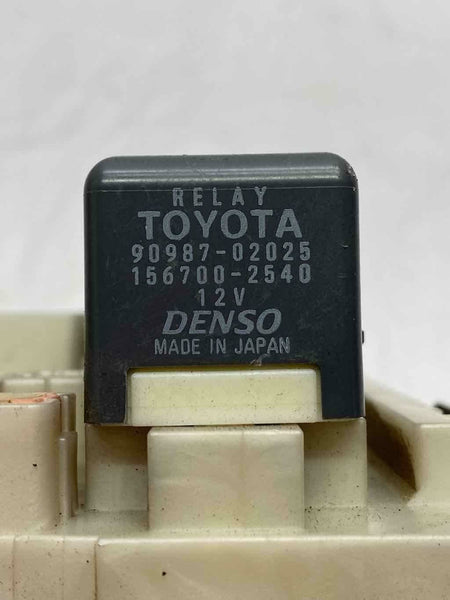 RELAY
TOYOTA
90987-02025
156700-2540
12V
DENSO
MADE IN JAPAN